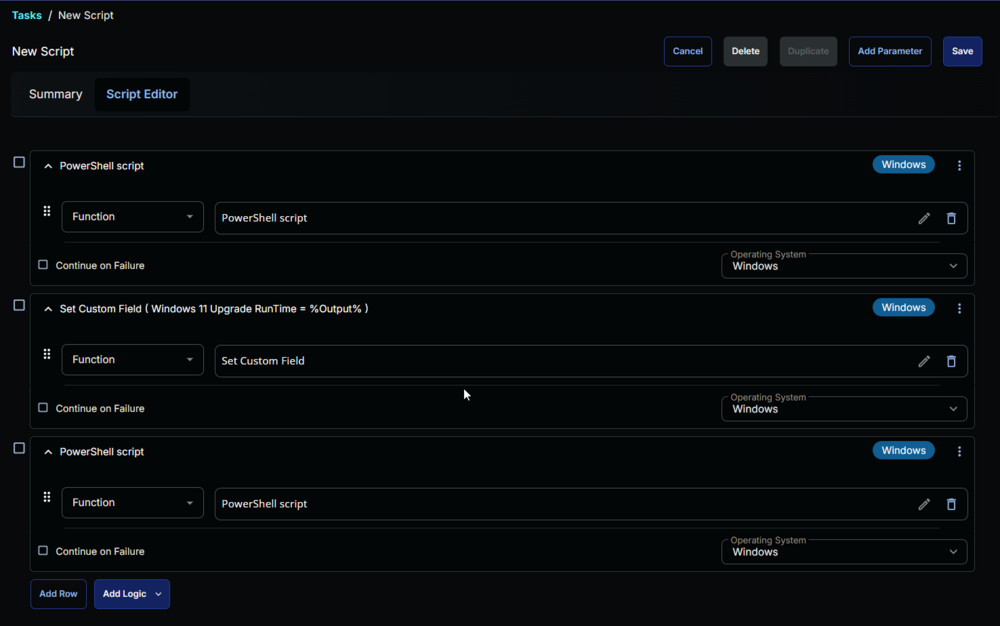 Tasks / New Script
New Script
Cancel
Delete
Duplicate
Add Parameter
Save
Summary
Script Editor
PowerShell script
Windows
Function
PowerShell script
Continue on Failure
Operating System
Windows
Set Custom Field ( Windows 11 Upgrade RunTime = %Output% )
Windows
Function
Set Custom Field
Continue on Failure
Operating System
Windows
PowerShell script
Windows
Function
PowerShell script
Continue on Failure
Operating System
Windows
Add Row
Add Logic